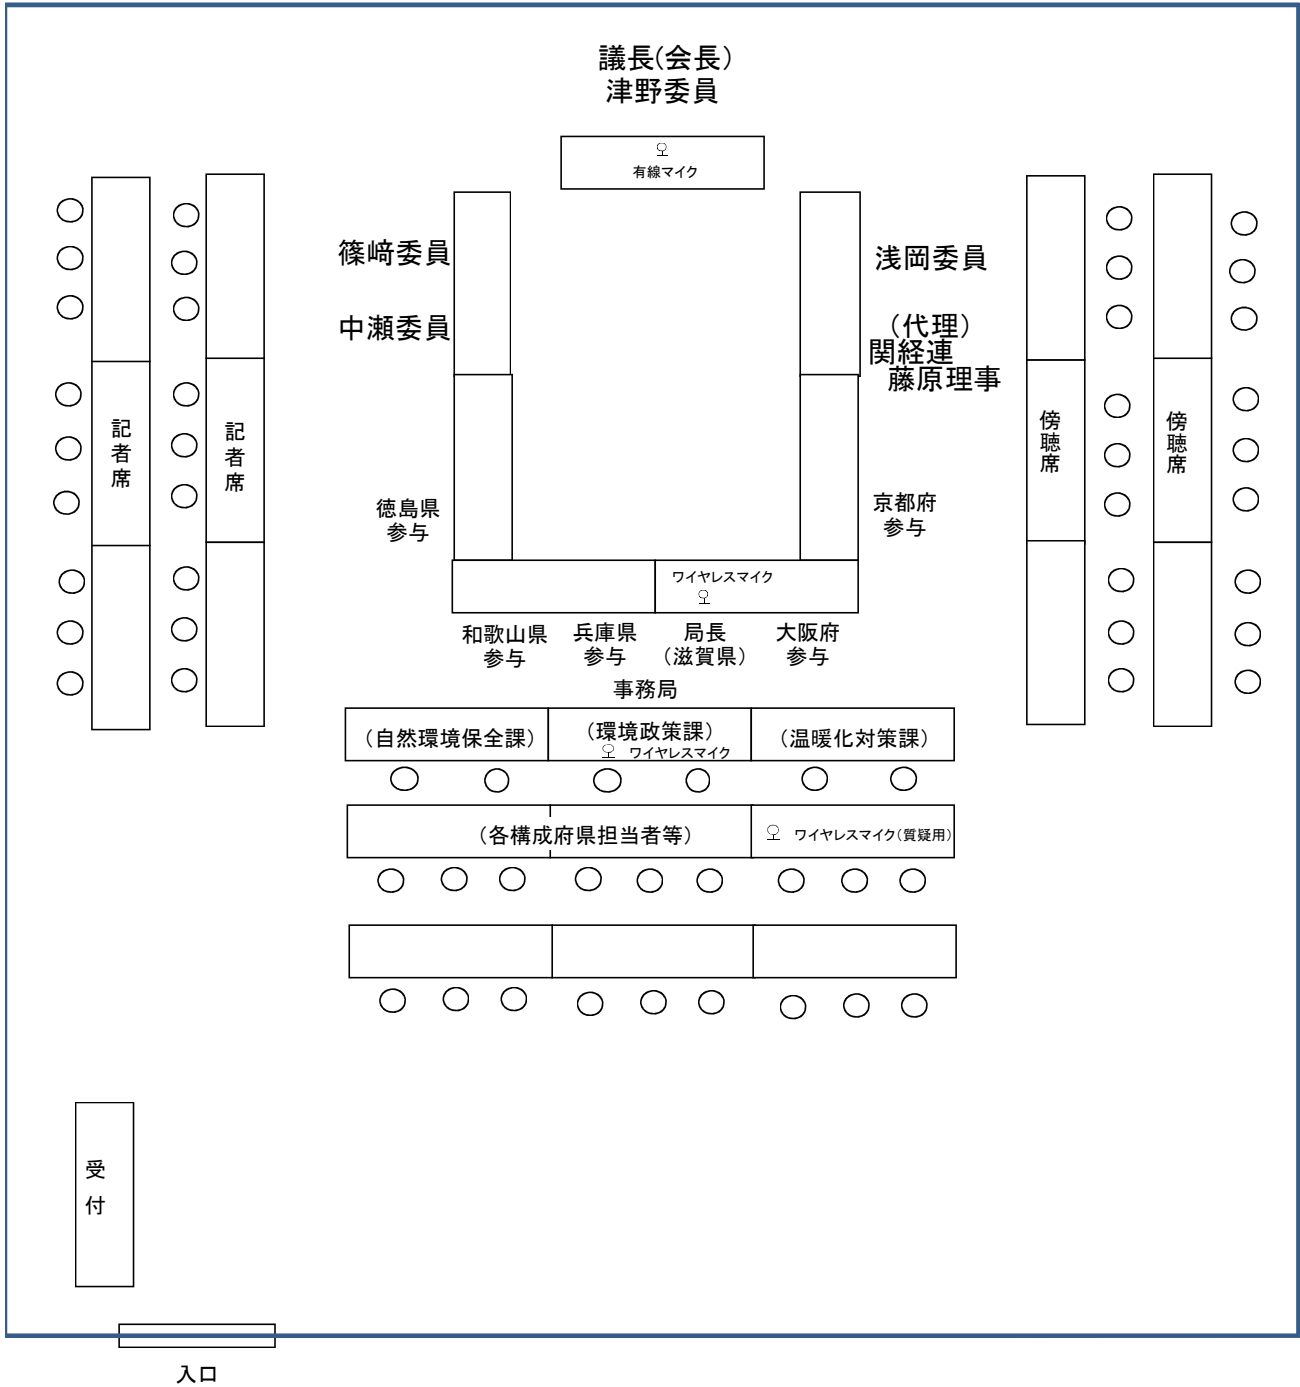 議長(会長)
津野委員
有線マイク
篠﨑委員
浅岡委員
中瀬委員
（代理）
関経連
藤原理事
記者席
記者席
傍聴席
傍聴席
徳島県
参与
京都府
参与
ワイヤレスマイク
和歌山県
参与
兵庫県
参与
局長
（滋賀県）
大阪府
参与
事務局
（自然環境保全課）
（環境政策課）
ワイヤレスマイク
（温暖化対策課）
（各構成府県担当者等）
ワイヤレスマイク（質疑用）
受付
入口